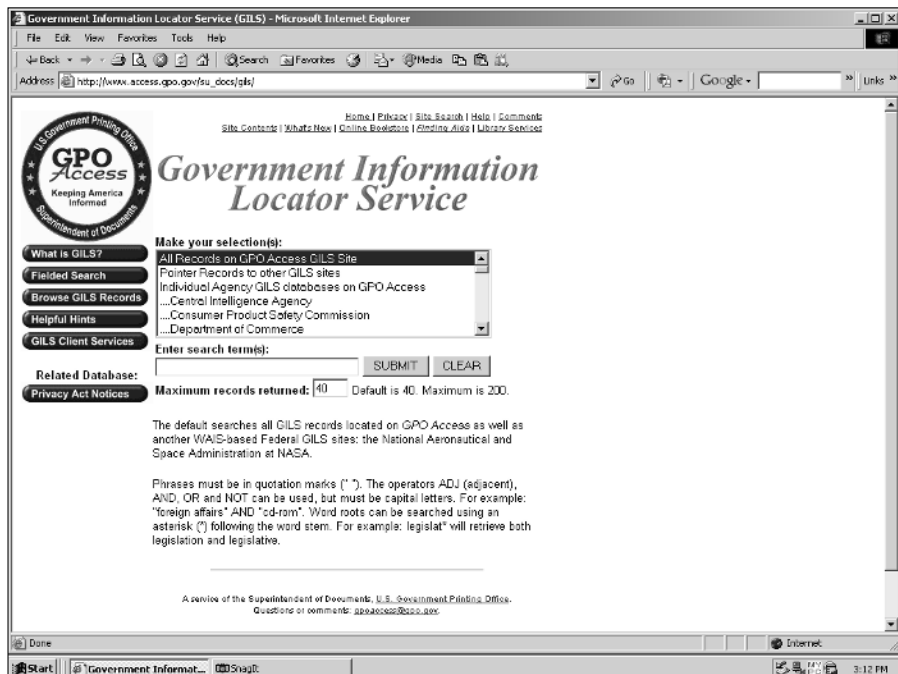 Government Information Locator Service (GILS) - Microsoft Internet Explorer
File Edit View Favorites Tools Help
Back Search Favorites Media
Address http://www.access.gpo.gov/su_docs/gils/ Go Google Links
Home | Privacy | Site Search | Help | Comments
Site Contents | What's New | Online Bookstore | Finding Aids | Library Services
U.S. Government Printing Office
GPO
Access
Keeping America
Informed
Superintendent of Documents
Government Information
Locator Service
What is GILS?
Fielded Search
Browse GILS Records
Helpful Hints
GILS Client Services
Related Database:
Privacy Act Notices
Make your selection(s):
All Records on GPO Access GILS Site
Pointer Records to other GILS sites
Individual Agency GILS databases on GPO Access
....Central Intelligence Agency
....Consumer Product Safety Commission
....Department of Commerce
Enter search term(s):
SUBMIT CLEAR
Maximum records returned: 40 Default is 40. Maximum is 200.
The default searches all GILS records located on GPO Access as well as
another WAIS-based Federal GILS sites: the National Aeronautical and
Space Administration at NASA.
Phrases must be in quotation marks (" "). The operators ADJ (adjacent),
AND, OR and NOT can be used, but must be capital letters. For example:
"foreign affairs" AND "cd-rom". Word roots can be searched using an
asterisk (*) following the word stem. For example: legislat* will retrieve both
legislation and legislative.
A service of the Superintendent of Documents, U.S. Government Printing Office.
Questions or comments: gpoaccess@gpo.gov.
Done Internet
Start Government Informat... SnagIt 3:12 PM